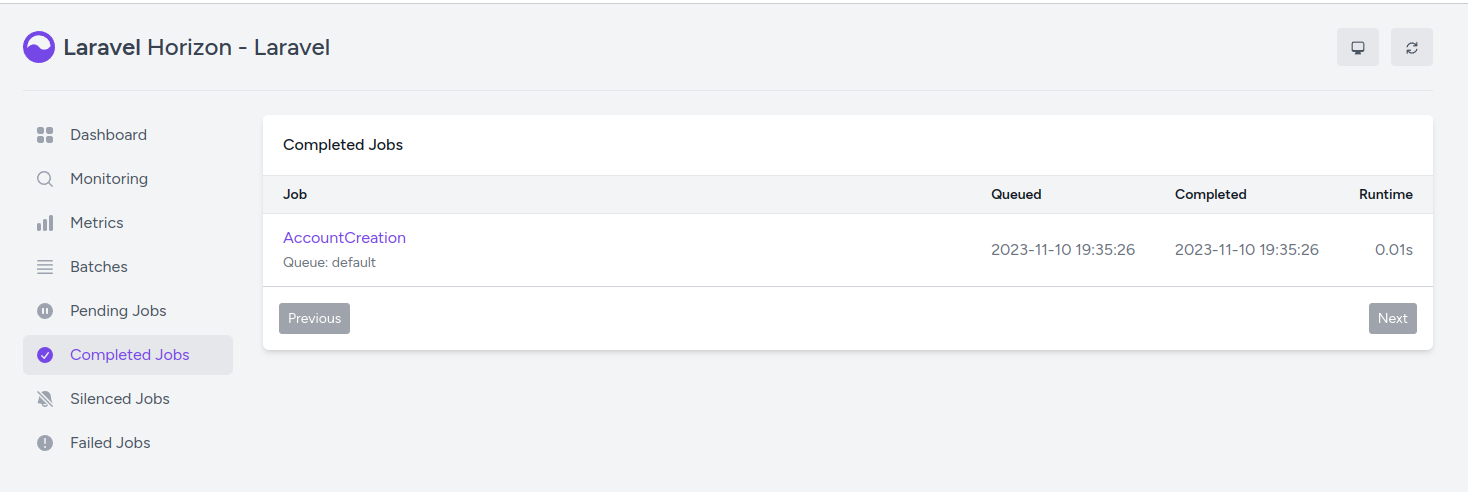 Laravel Horizon - Laravel
Dashboard
Monitoring
Metrics
Batches
Pending Jobs
Completed Jobs
Silenced Jobs
Failed Jobs
Completed Jobs
Job Queued Completed Runtime
AccountCreation
Queue: default
2023-11-10 19:35:26 2023-11-10 19:35:26 0.01s
Previous Next